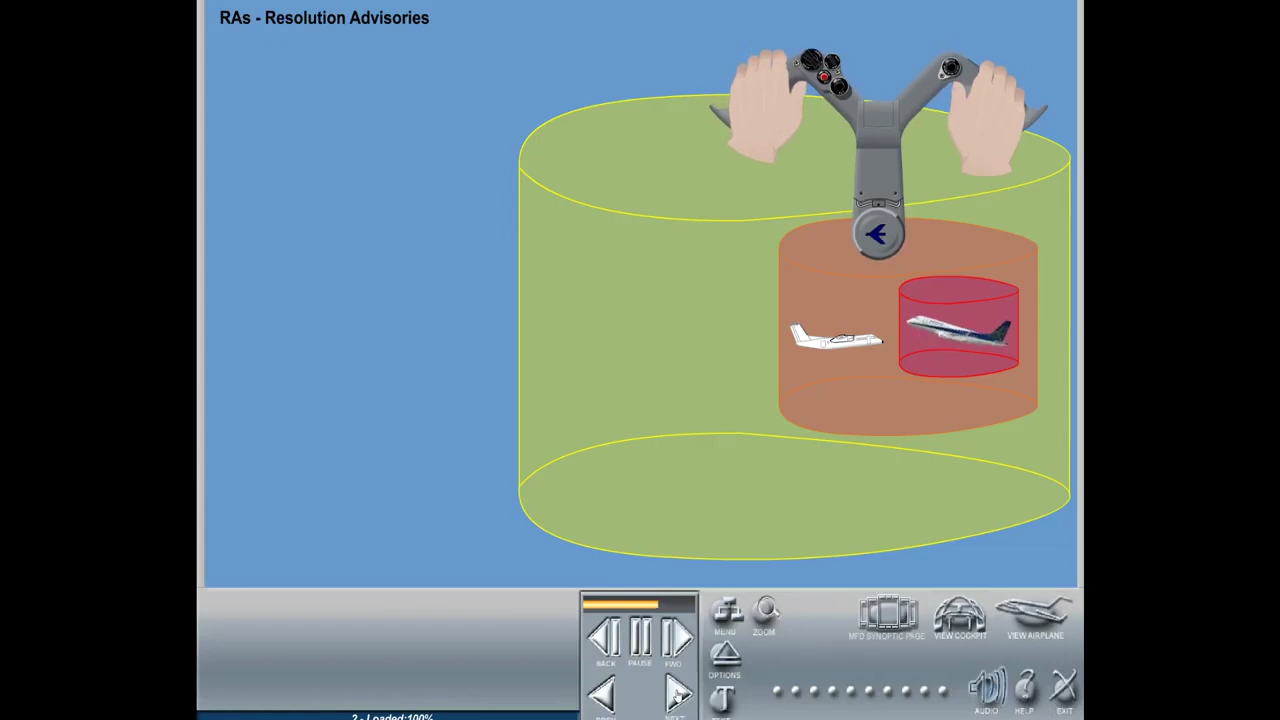 RAs - Resolution Advisories
BACK PAUSE FWD
MENU ZOOM
OPTIONS
MFD SYNOPTIC PAGE VIEW COCKPIT VIEW AIRPLANE
AUDIO HELP EXIT
2 - Loaded:100%